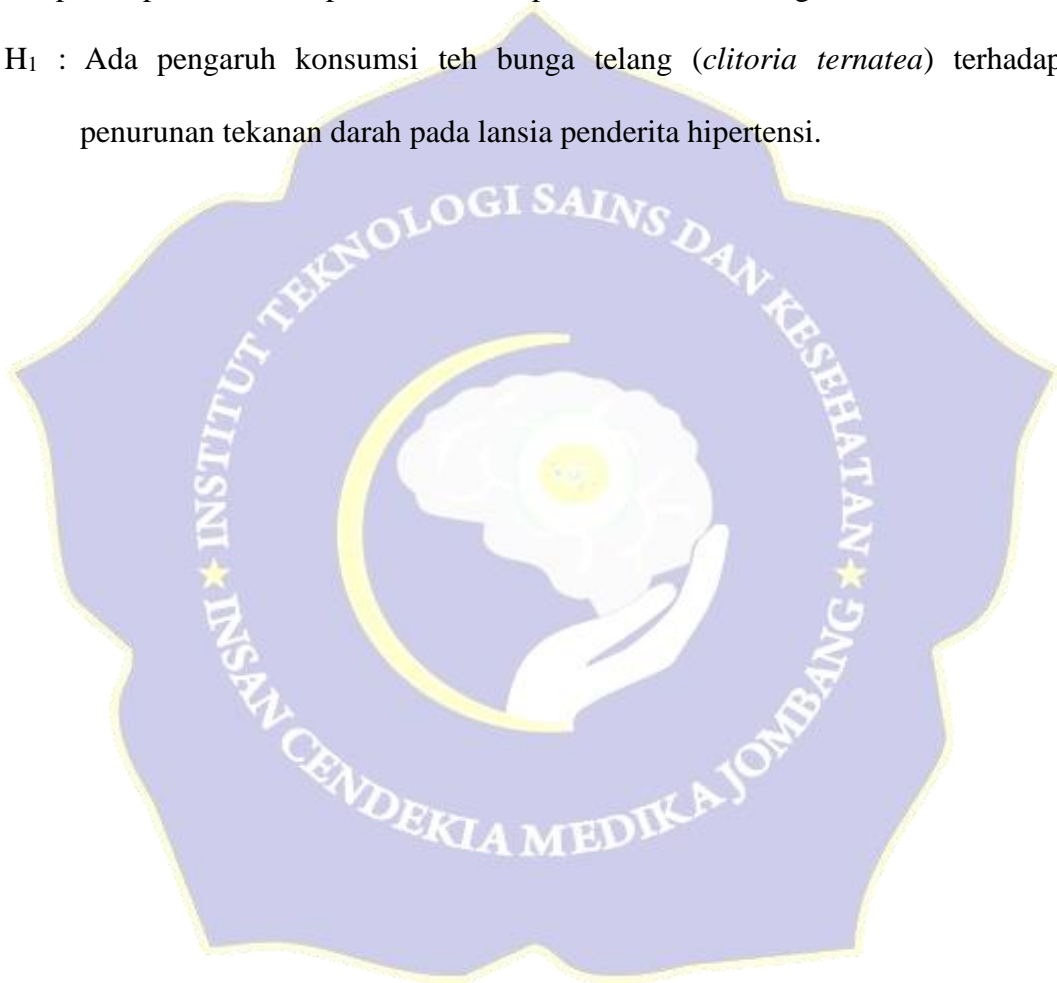 H₁ : Ada pengaruh konsumsi teh bunga telang (clitoria ternatea) terhadap
penurunan tekanan darah pada lansia penderita hipertensi.
INSTITUT TEKNOLOGI SAINS DAN KESEHATAN
INSAN CENDEKIA MEDIKA JOMBANG